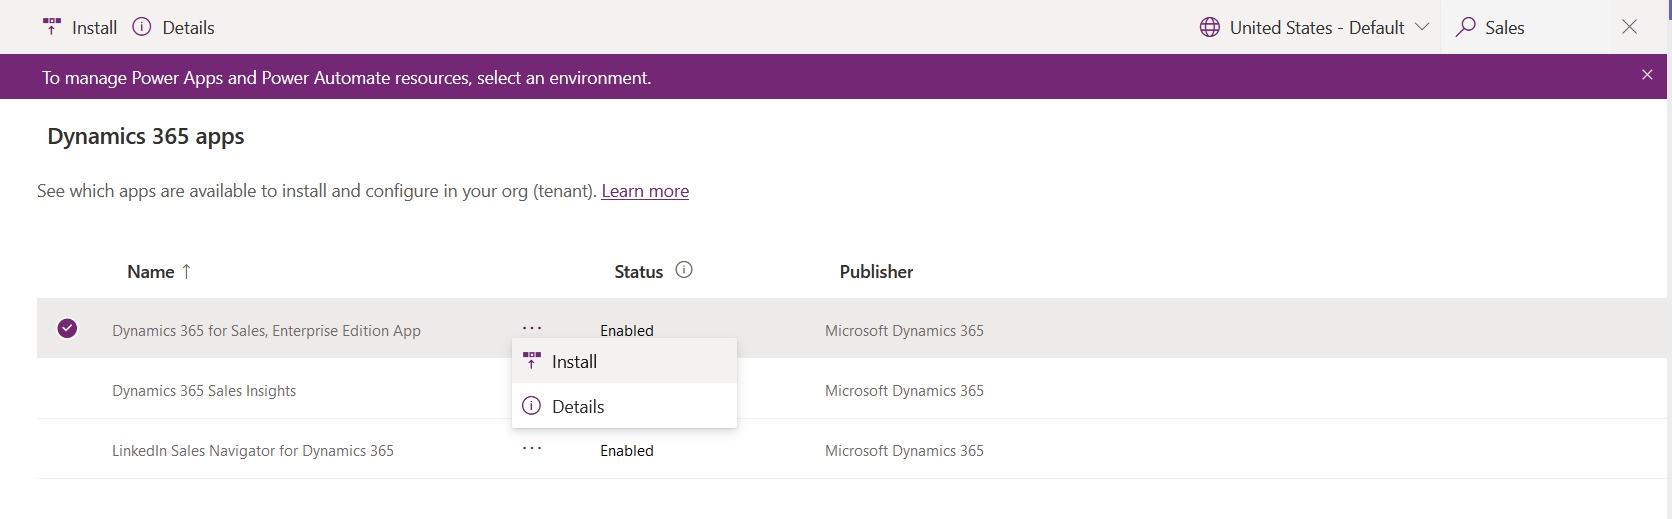 Install Details United States - Default Sales
To manage Power Apps and Power Automate resources, select an environment.
Dynamics 365 apps
See which apps are available to install and configure in your org (tenant). Learn more
Name ↑ Status Publisher
Dynamics 365 for Sales, Enterprise Edition App ... Enabled Microsoft Dynamics 365
Install
Dynamics 365 Sales Insights Microsoft Dynamics 365
Details
LinkedIn Sales Navigator for Dynamics 365 ... Enabled Microsoft Dynamics 365